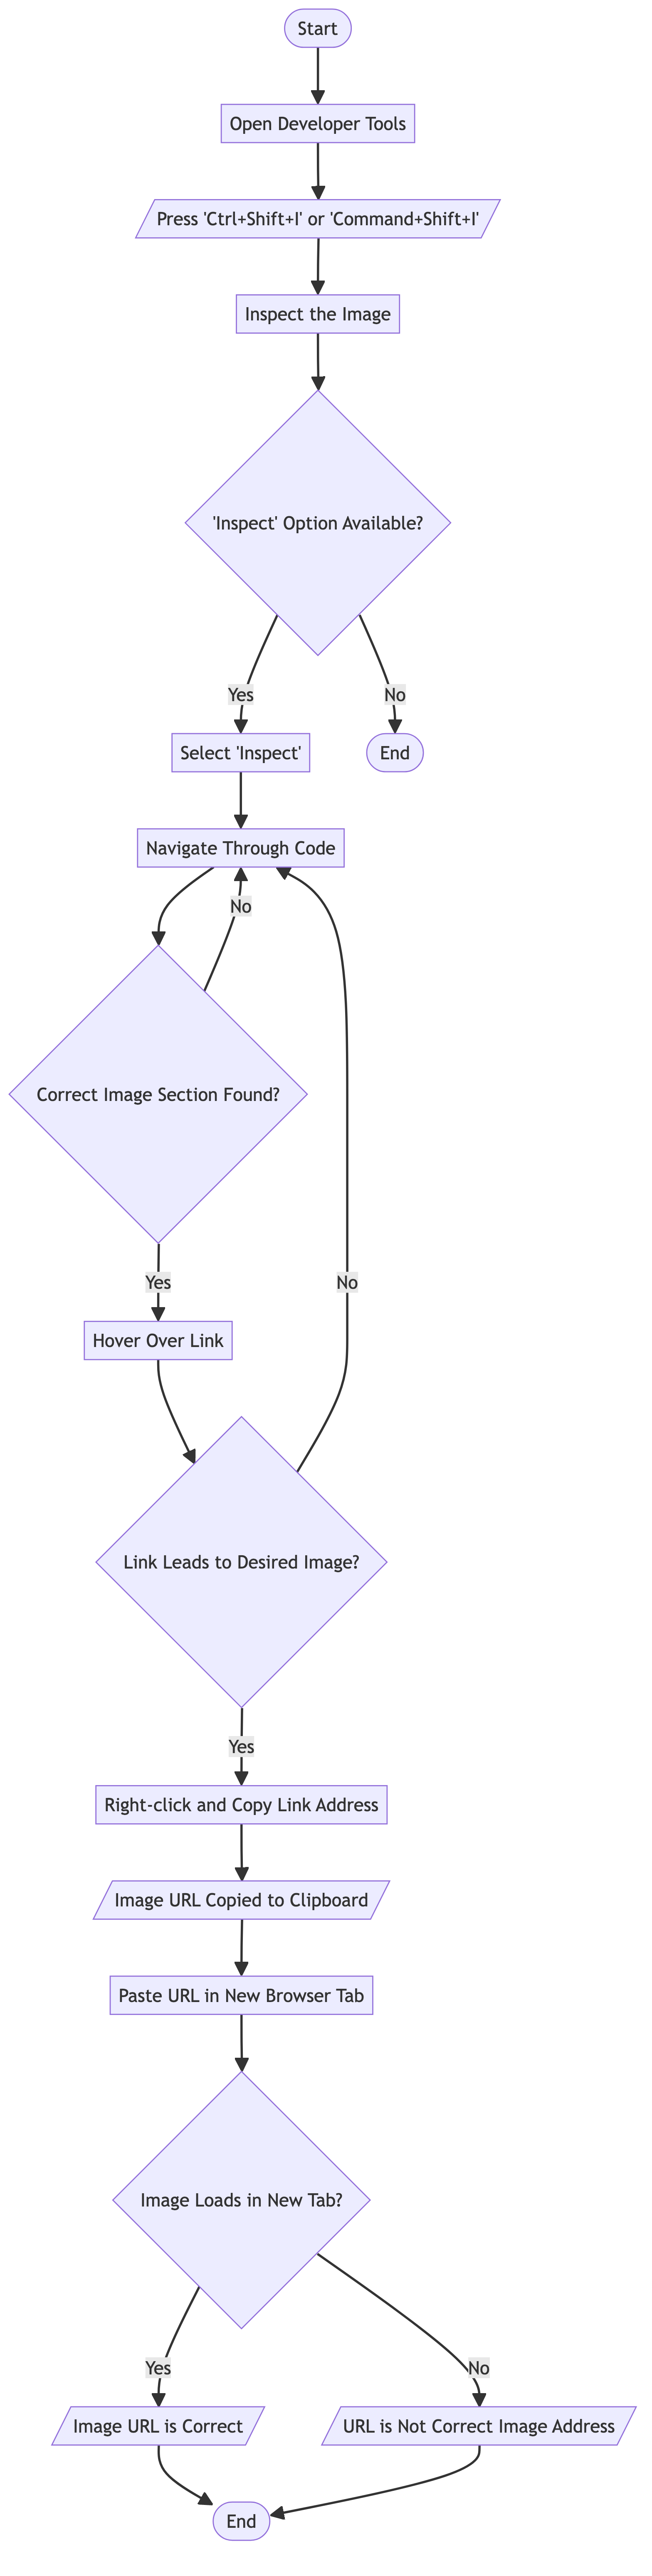 Start
Open Developer Tools
Press 'Ctrl+Shift+I' or 'Command+Shift+I'
Inspect the Image
'Inspect' Option Available?
Yes
No
Select 'Inspect'
End
Navigate Through Code
No
Correct Image Section Found?
Yes
No
Hover Over Link
Link Leads to Desired Image?
Yes
Right-click and Copy Link Address
Image URL Copied to Clipboard
Paste URL in New Browser Tab
Image Loads in New Tab?
Yes
No
Image URL is Correct
URL is Not Correct Image Address
End